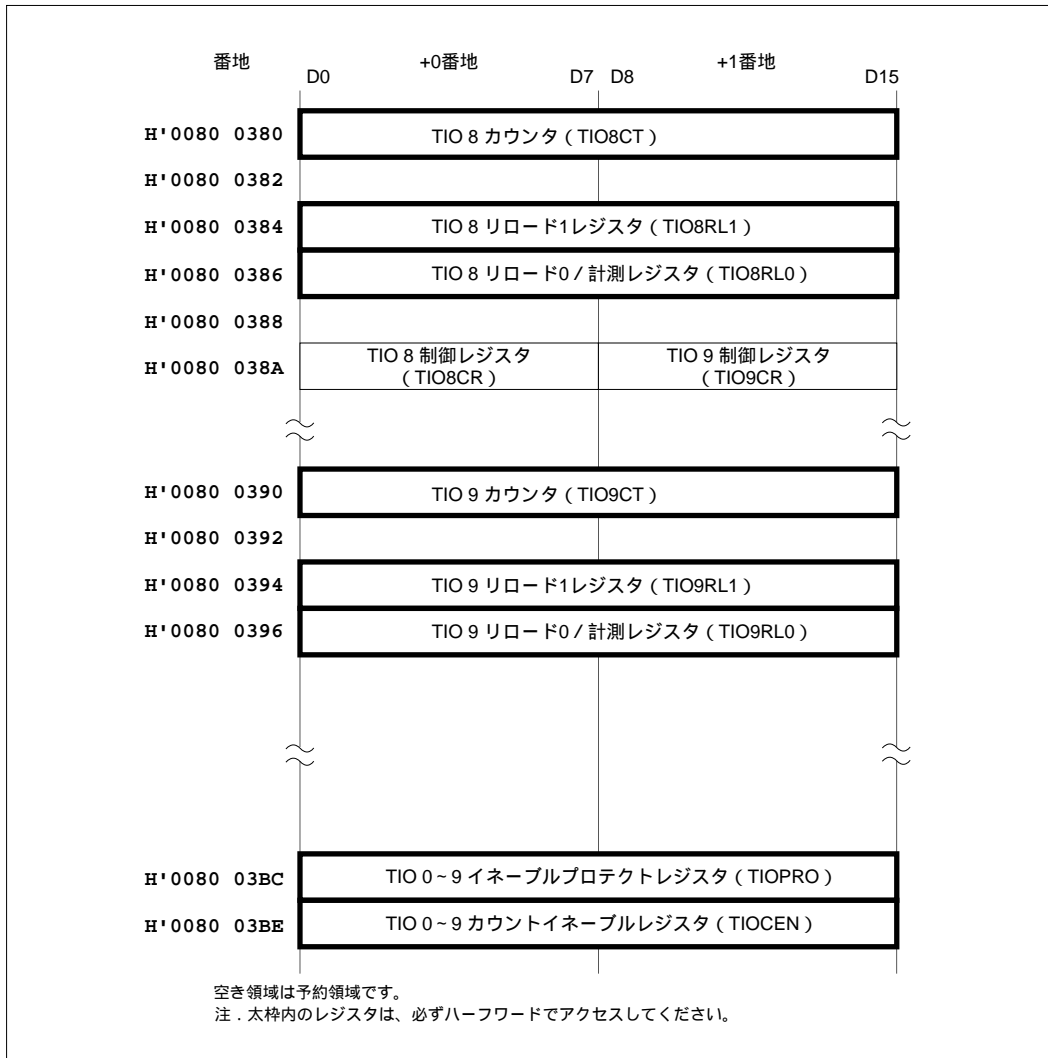 番地 +0番地 +1番地
D0 D7 D8 D15
H'0080 0380 TIO 8 カウンタ ( TIO8CT )
H'0080 0382
H'0080 0384 TIO 8 リロード1レジスタ ( TIO8RL1 )
H'0080 0386 TIO 8 リロード0 / 計測レジスタ ( TIO8RL0 )
H'0080 0388
H'0080 038A TIO 8 制御レジスタ ( TIO8CR ) TIO 9 制御レジスタ ( TIO9CR )
H'0080 0390 TIO 9 カウンタ ( TIO9CT )
H'0080 0392
H'0080 0394 TIO 9 リロード1レジスタ ( TIO9RL1 )
H'0080 0396 TIO 9 リロード0 / 計測レジスタ ( TIO9RL0 )
H'0080 03BC TIO 0~9 イネーブルプロテクトレジスタ ( TIOPRO )
H'0080 03BE TIO 0~9 カウントイネーブルレジスタ ( TIOCEN )
空き領域は予約領域です。
注．太枠内のレジスタは、必ずハーフワードでアクセスしてください。